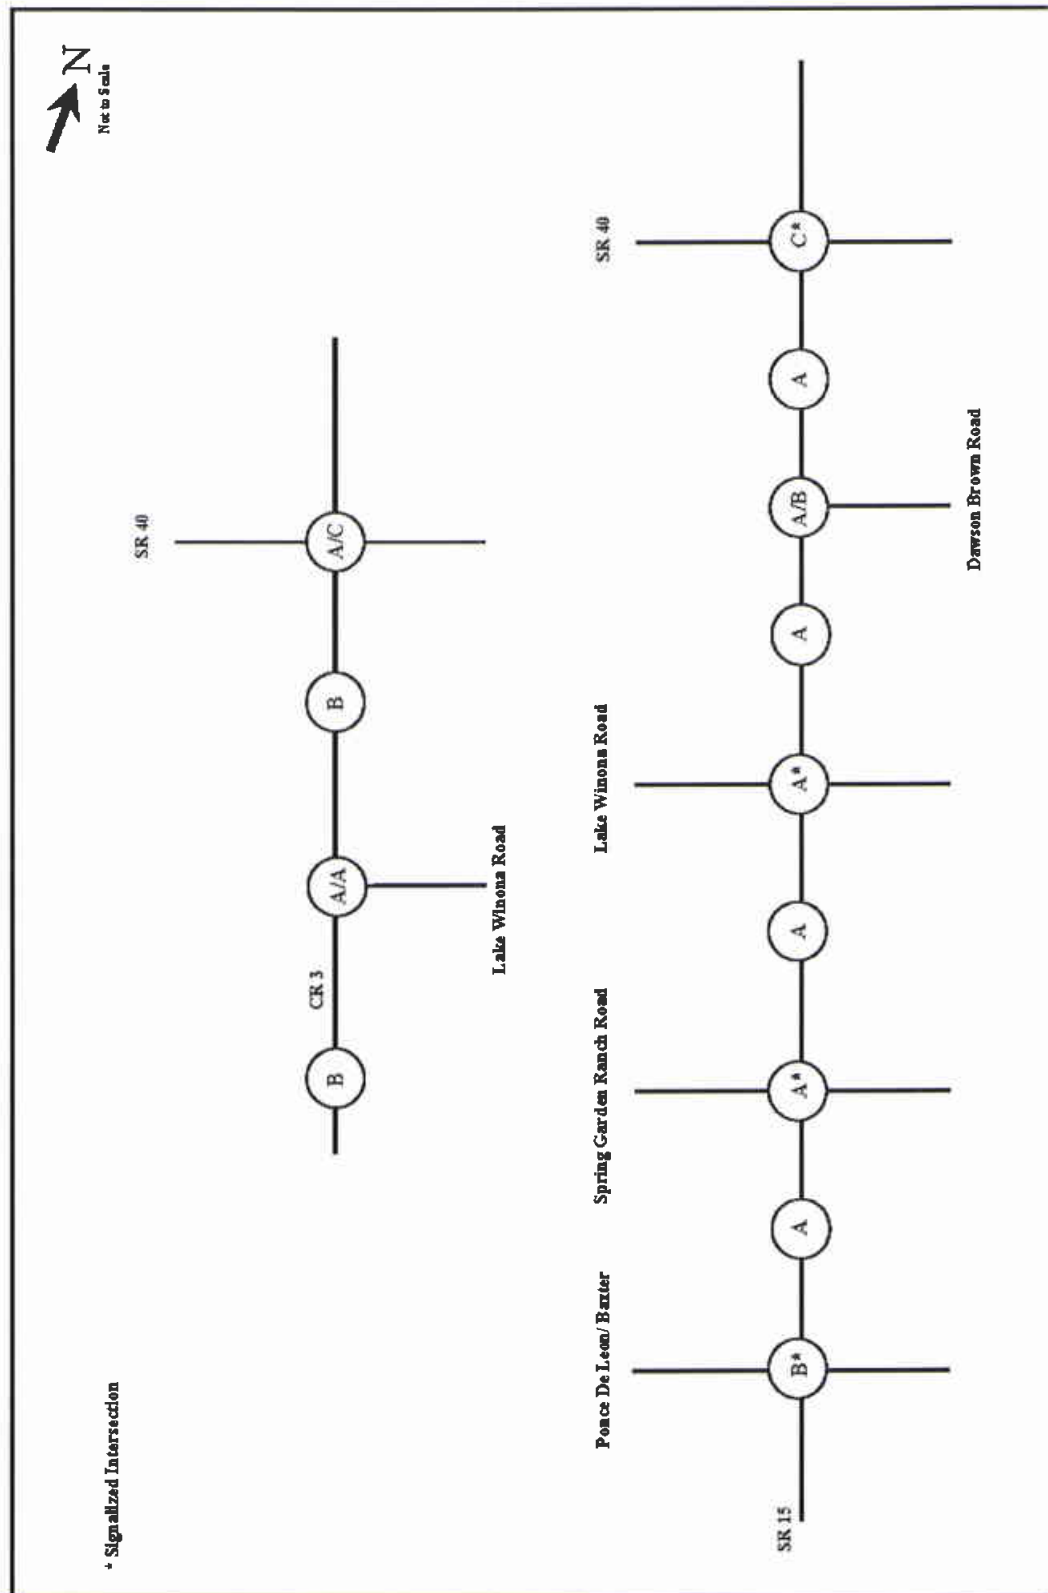 N
Not to Scale
* Signalized Intersection
SR 40
CR 3
B
A/A
B
A/C
Lake Winona Road
Ponce De Leon/ Baxter
Spring Garden Ranch Road
Lake Winona Road
SR 40
SR 15
B*
A
A*
A
A*
A
A/B
A
C*
Dawson Brown Road